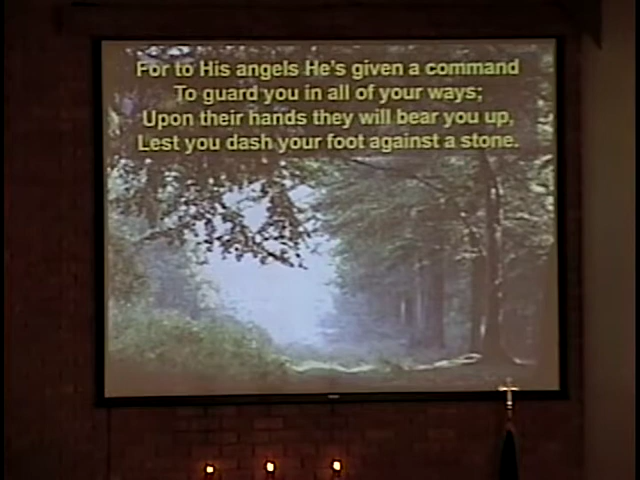 For to His angels He's given a command
To guard you in all of your ways;
Upon their hands they will bear you up,
Lest you dash your foot against a stone.